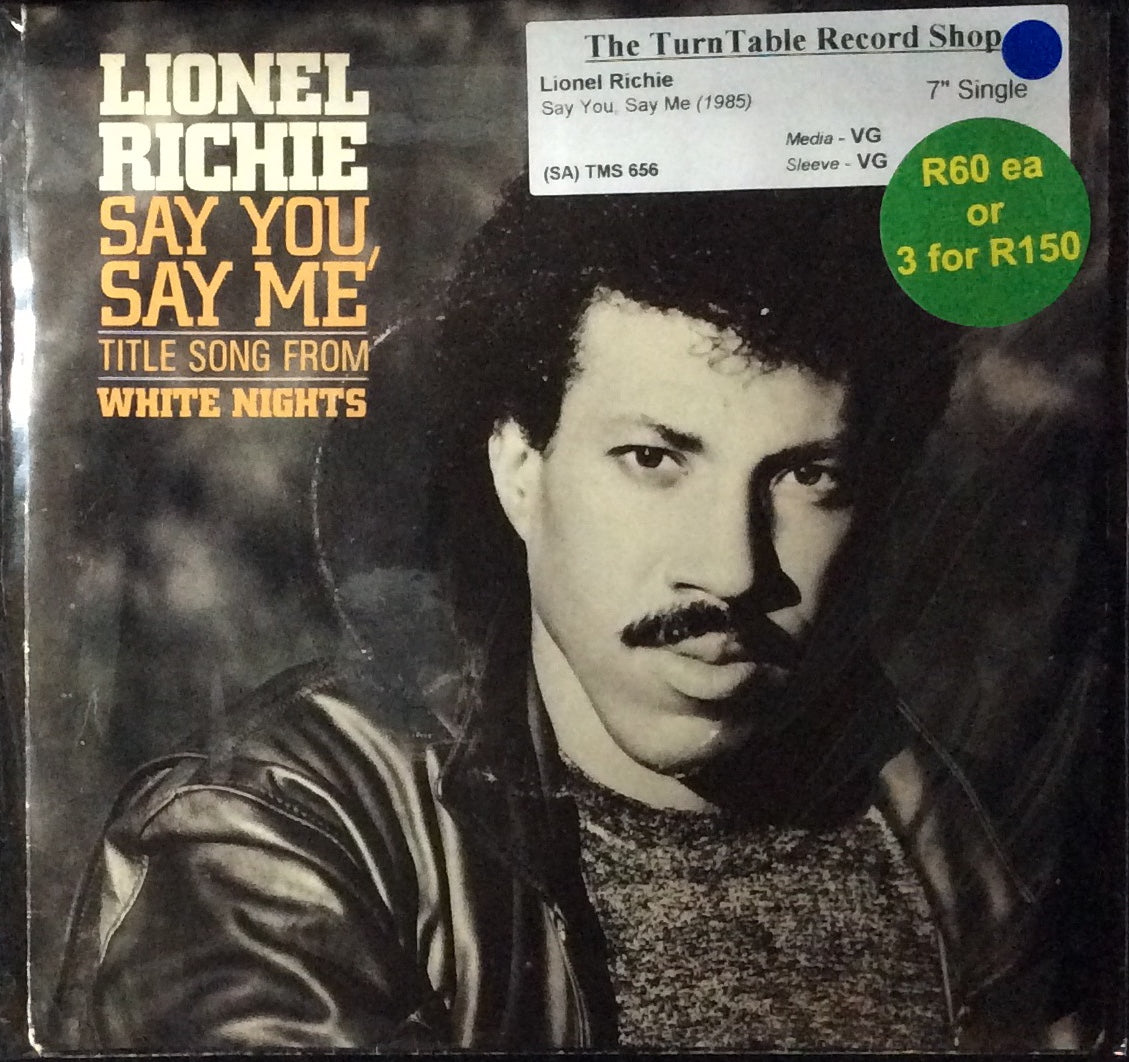 LIONEL
RICHIE
SAY YOU,
SAY ME
TITLE SONG FROM
WHITE NIGHTS
The TurnTable Record Shop
Lionel Richie
7" Single
Say You, Say Me (1985)
Media - VG
Sleeve - VG
(SA) TMS 656
R60 ea
or
3 for R150